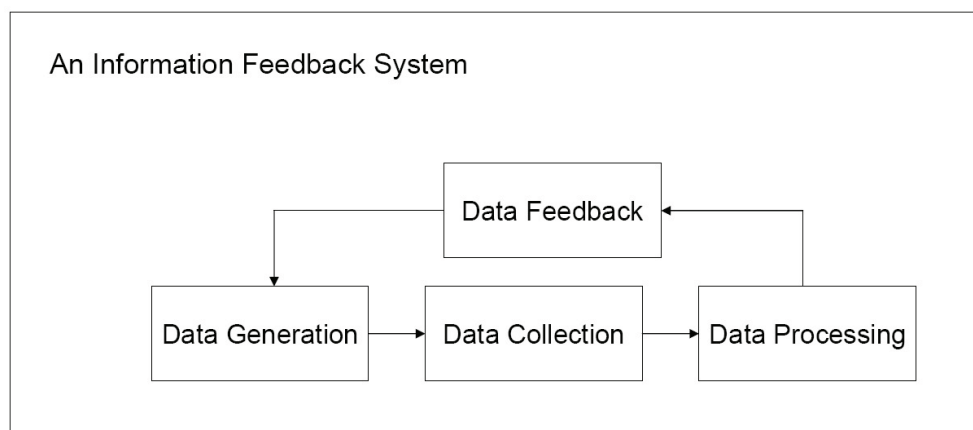 An Information Feedback System
Data Feedback
Data Generation
Data Collection
Data Processing